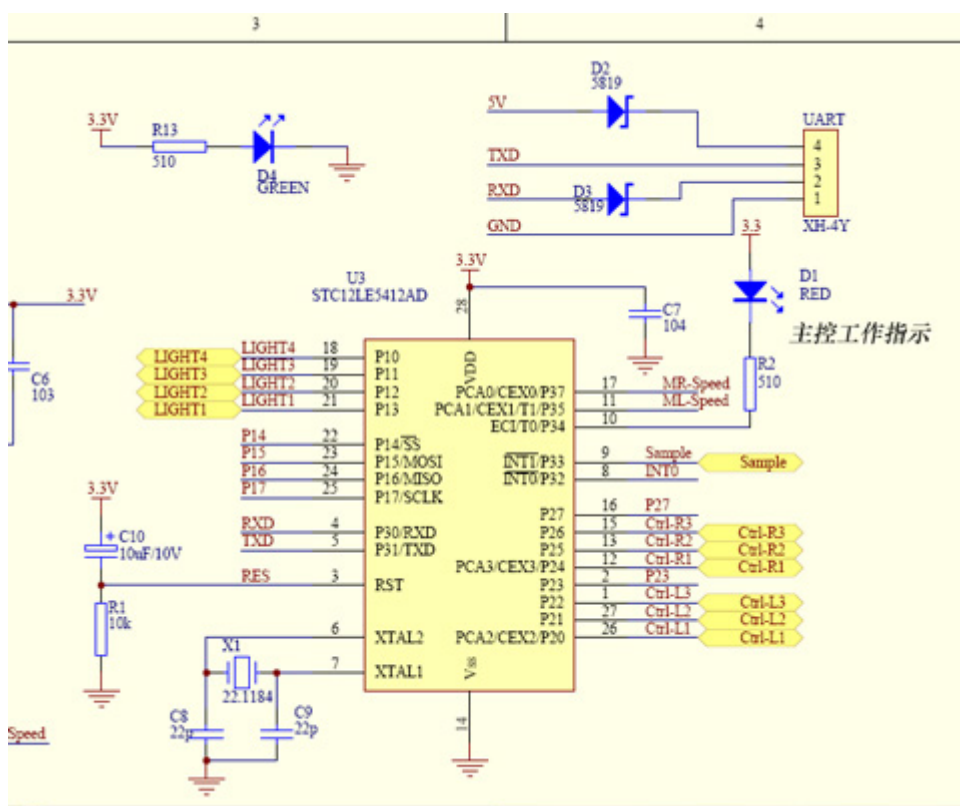 3
4
3.3V
R13
510
D4
GREEN
D2
5819
5V
UART
4
TXD
3
RXD
D3
5819
2
1
GND
XH-4Y
3.3
D1
RED
主控工作指示
R2
510
3.3V
C6
103
U3
STC12LE5412AD
3.3V
28
C7
104
VDD
LIGHT4 LIGHT4 18 P10
LIGHT3 LIGHT3 19 P11
LIGHT2 LIGHT2 20 P12
LIGHT1 LIGHT1 21 P13
P14 22 P14/SS
P15 23 P15/MOSI
P16 24 P16/MISO
P17 25 P17/SCLK
RXD 4 P30/RXD
TXD 5 P31/TXD
RES 3 RST
6 XTAL2
7 XTAL1
PCA0/CEX0/P37 17 MR-Speed
PCA1/CEX1/T1/P35 11 ML-Speed
ECI/T0/P34 10
INT1/P33 9 Sample Sample
INT0/P32 8 INT0
P27 16 P27
P26 15 Ctrl-R3 Ctrl-R3
P25 13 Ctrl-R2 Ctrl-R2
PCA3/CEX3/P24 12 Ctrl-R1 Ctrl-R1
P23 2 P23
P22 1 Ctrl-L3 Ctrl-L3
P21 27 Ctrl-L2 Ctrl-L2
PCA2/CEX2/P20 26 Ctrl-L1 Ctrl-L1
Vss
14
3.3V
+ C10
10uF/10V
R1
10k
X1
22.1184
C8
22p
C9
22p
Speed